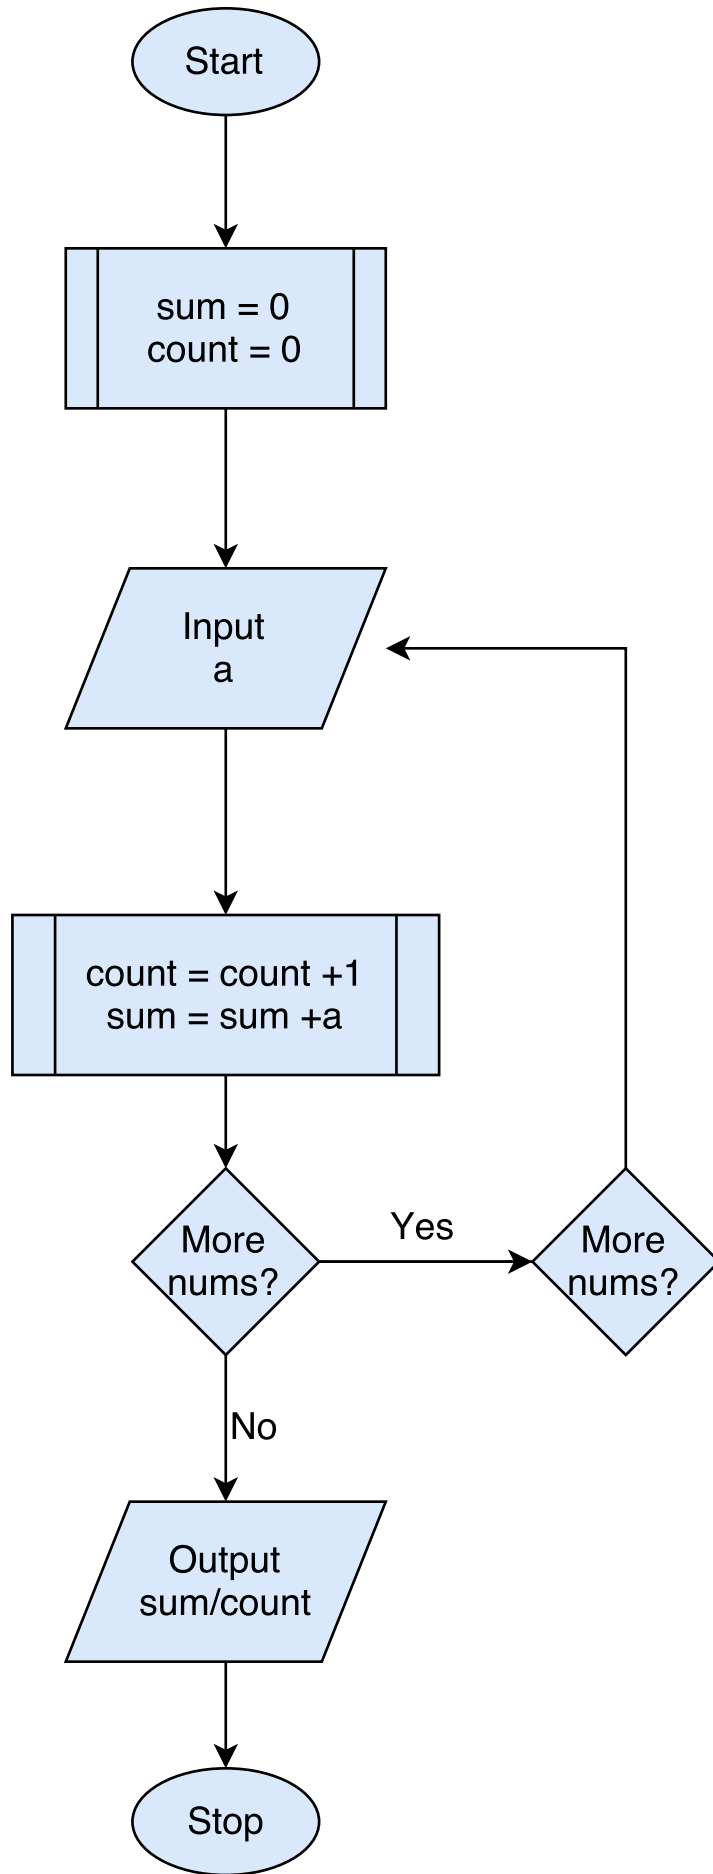 Start
sum = 0
count = 0
Input
a
count = count +1
sum = sum +a
More
nums?
Yes
More
nums?
No
Output
sum/count
Stop